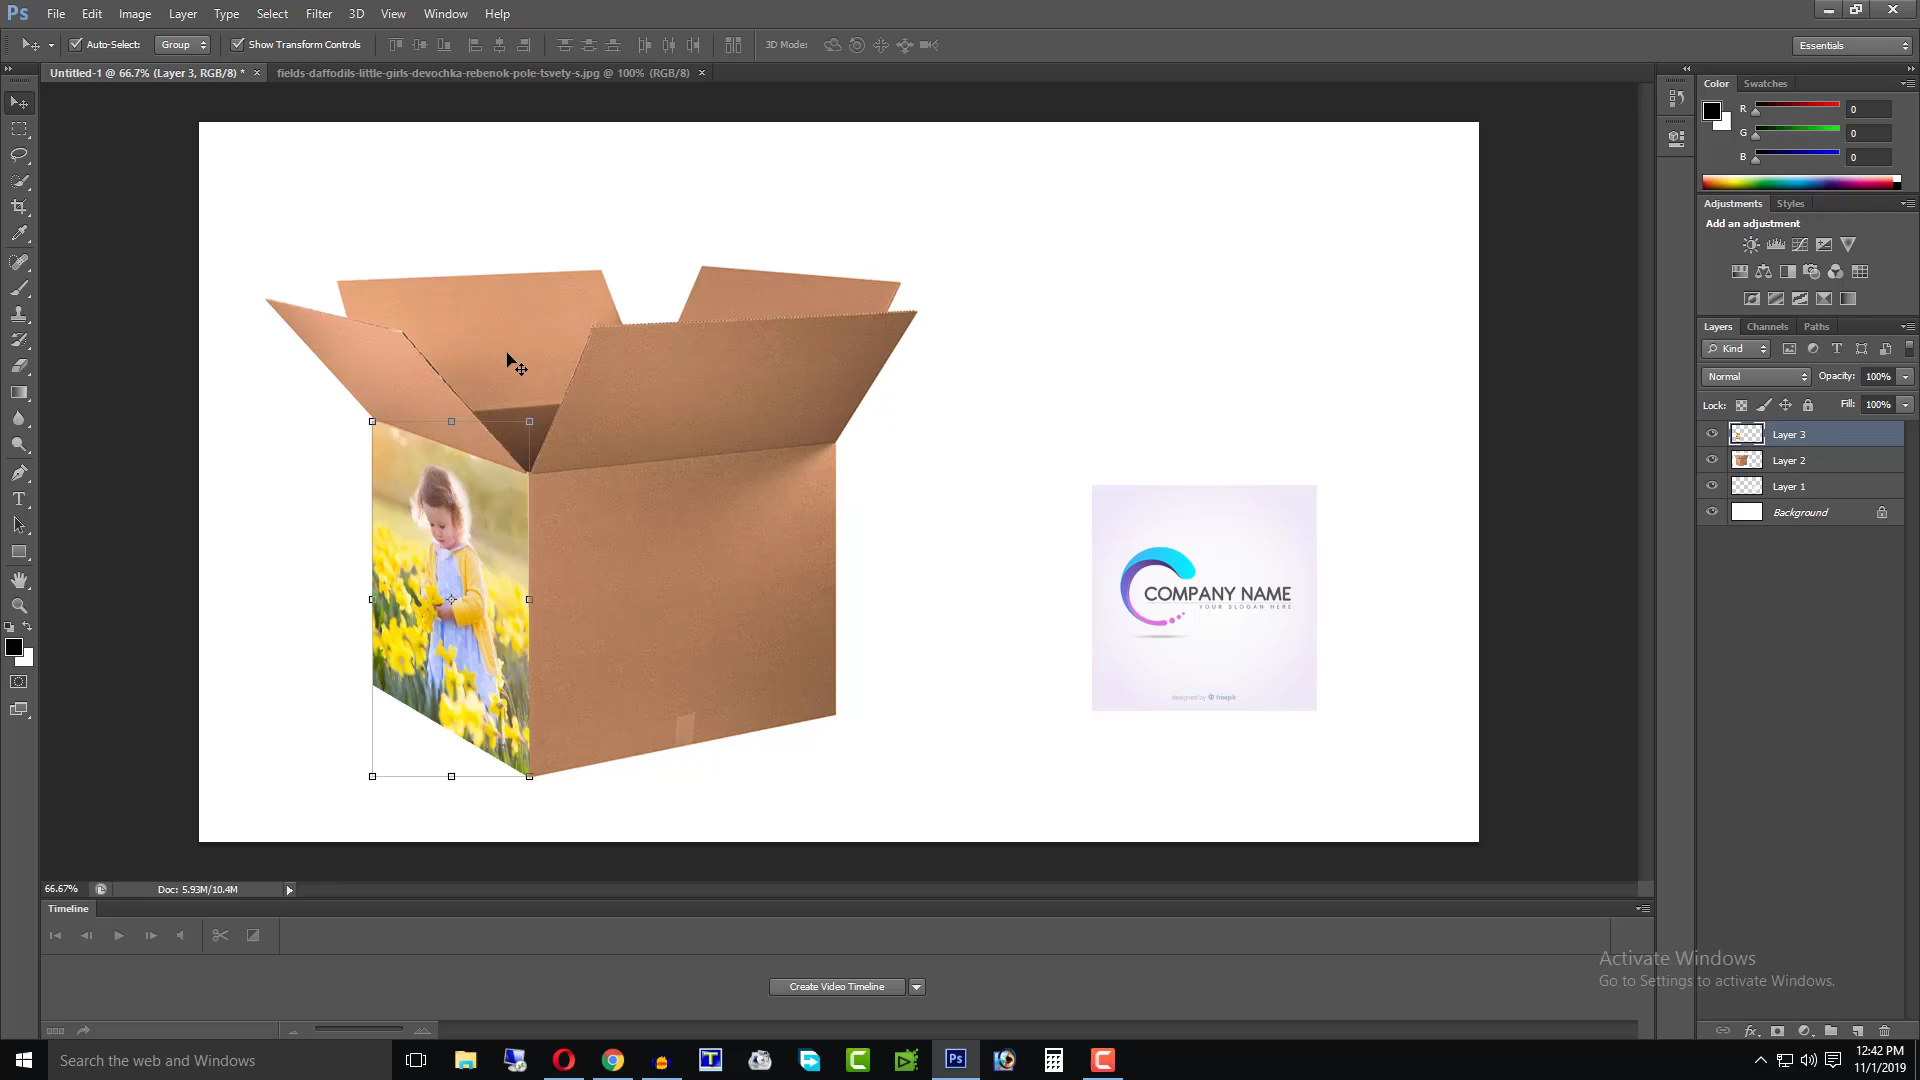 Ps File Edit Image Layer Type Select Filter 3D View Window Help
Auto-Select: Group Show Transform Controls 3D Mode: Essentials
Untitled-1 @ 66.7% (Layer 3, RGB/8) * × fields-daffodils-little-girls-devochka-rebenok-pole-tsvety-s.jpg @ 100% (RGB/8) ×
Color Swatches
R 0
G 0
B 0
Adjustments Styles
Add an adjustment
Layers Channels Paths
Kind
Normal Opacity: 100%
Lock: Fill: 100%
Layer 3
Layer 2
Layer 1
Background
COMPANY NAME
YOUR SLOGAN HERE
designed by freepik
66.67% Doc: 5.93M/10.4M
Timeline
Create Video Timeline
Activate Windows
Go to Settings to activate Windows.
Search the web and Windows
12:42 PM
11/1/2019